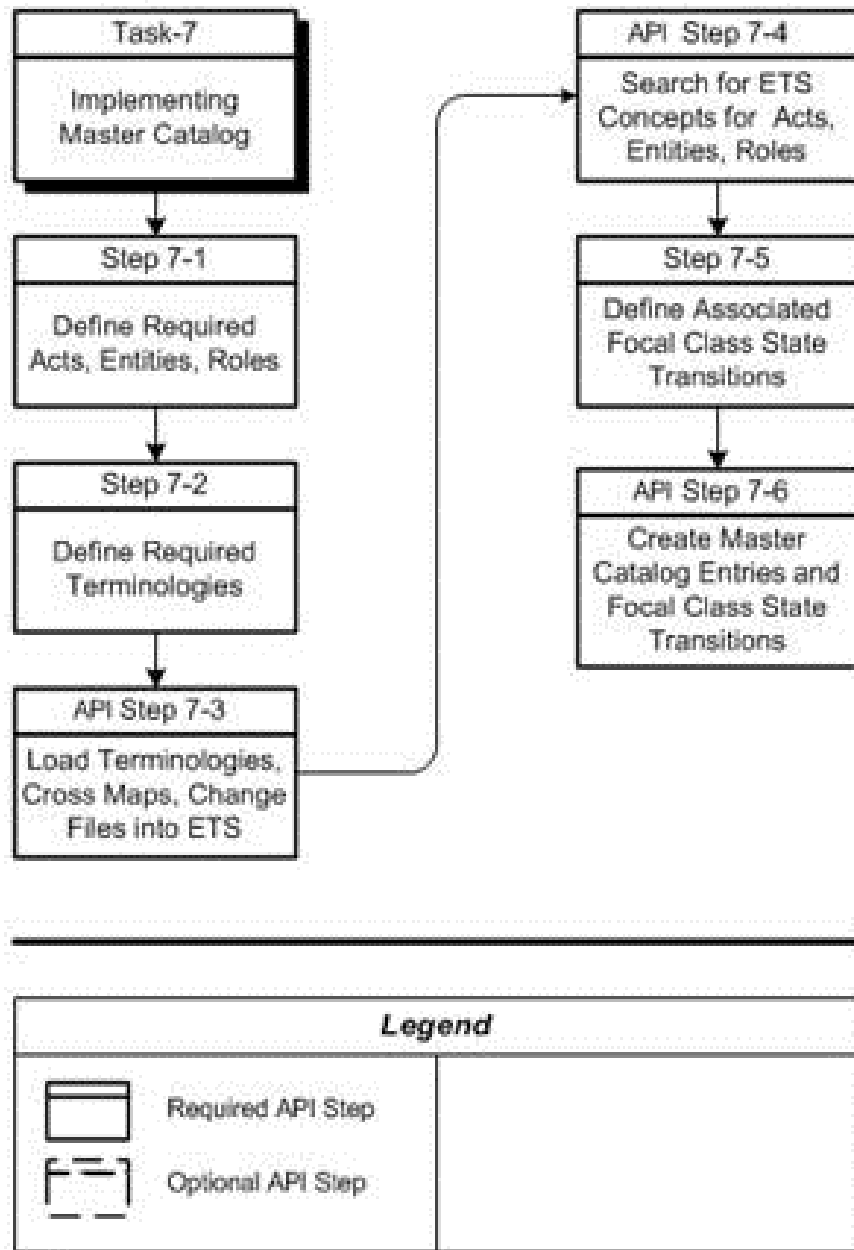 Task-7
Implementing
Master Catalog
Step 7-1
Define Required
Acts, Entities, Roles
Step 7-2
Define Required
Terminologies
API Step 7-3
Load Terminologies,
Cross Maps, Change
Files into ETS
API Step 7-4
Search for ETS
Concepts for Acts,
Entities, Roles
Step 7-5
Define Associated
Focal Class State
Transitions
API Step 7-6
Create Master
Catalog Entries and
Focal Class State
Transitions
Legend
Required API Step
Optional API Step